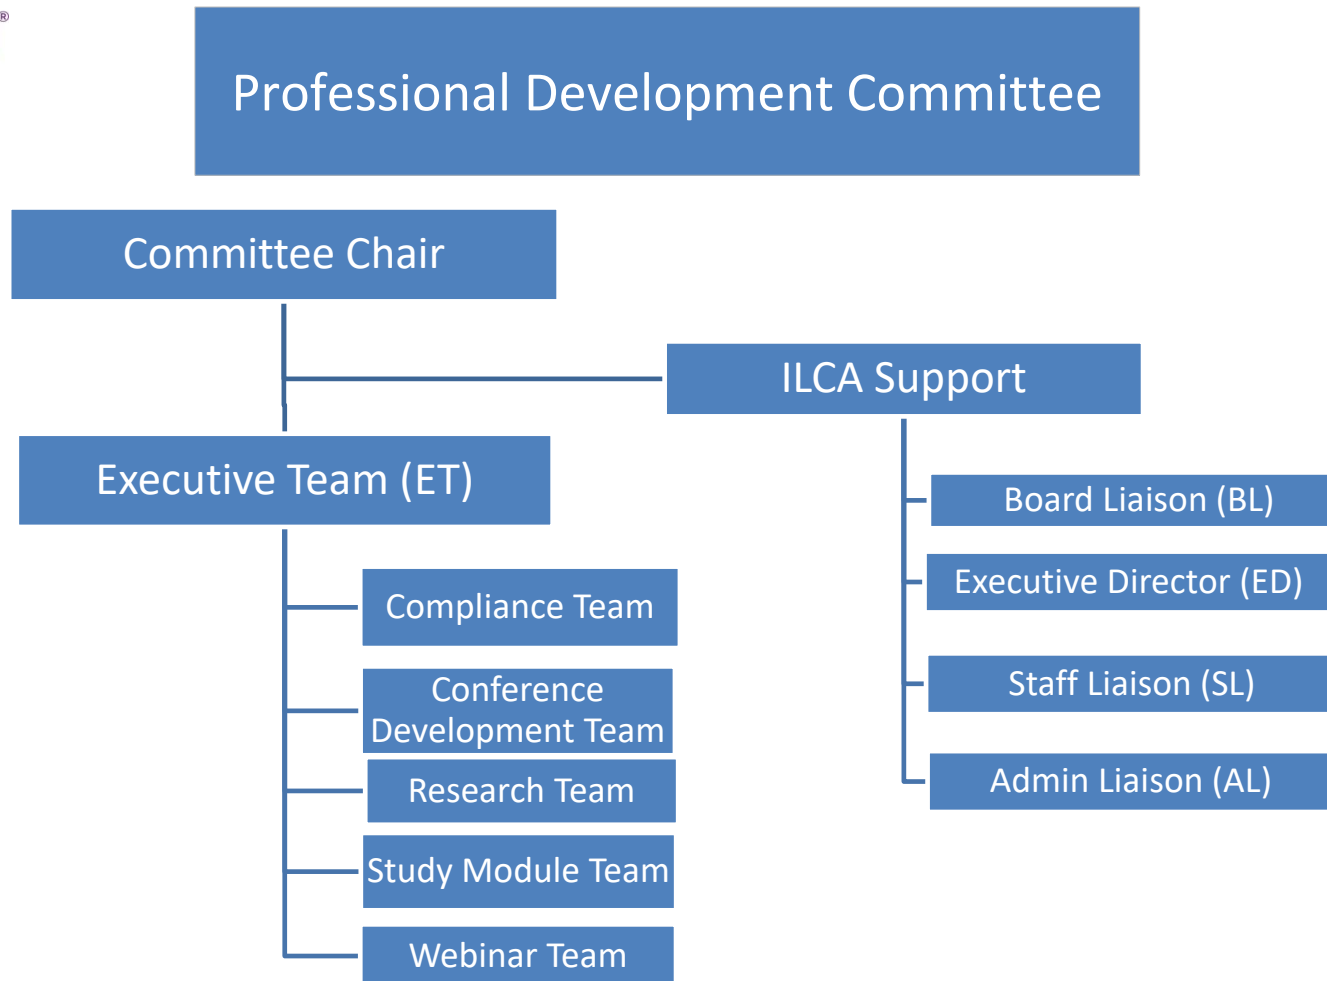 ®
Professional Development Committee
Committee Chair
ILCA Support
Executive Team (ET)
Board Liaison (BL)
Executive Director (ED)
Staff Liaison (SL)
Admin Liaison (AL)
Compliance Team
Conference
Development Team
Research Team
Study Module Team
Webinar Team